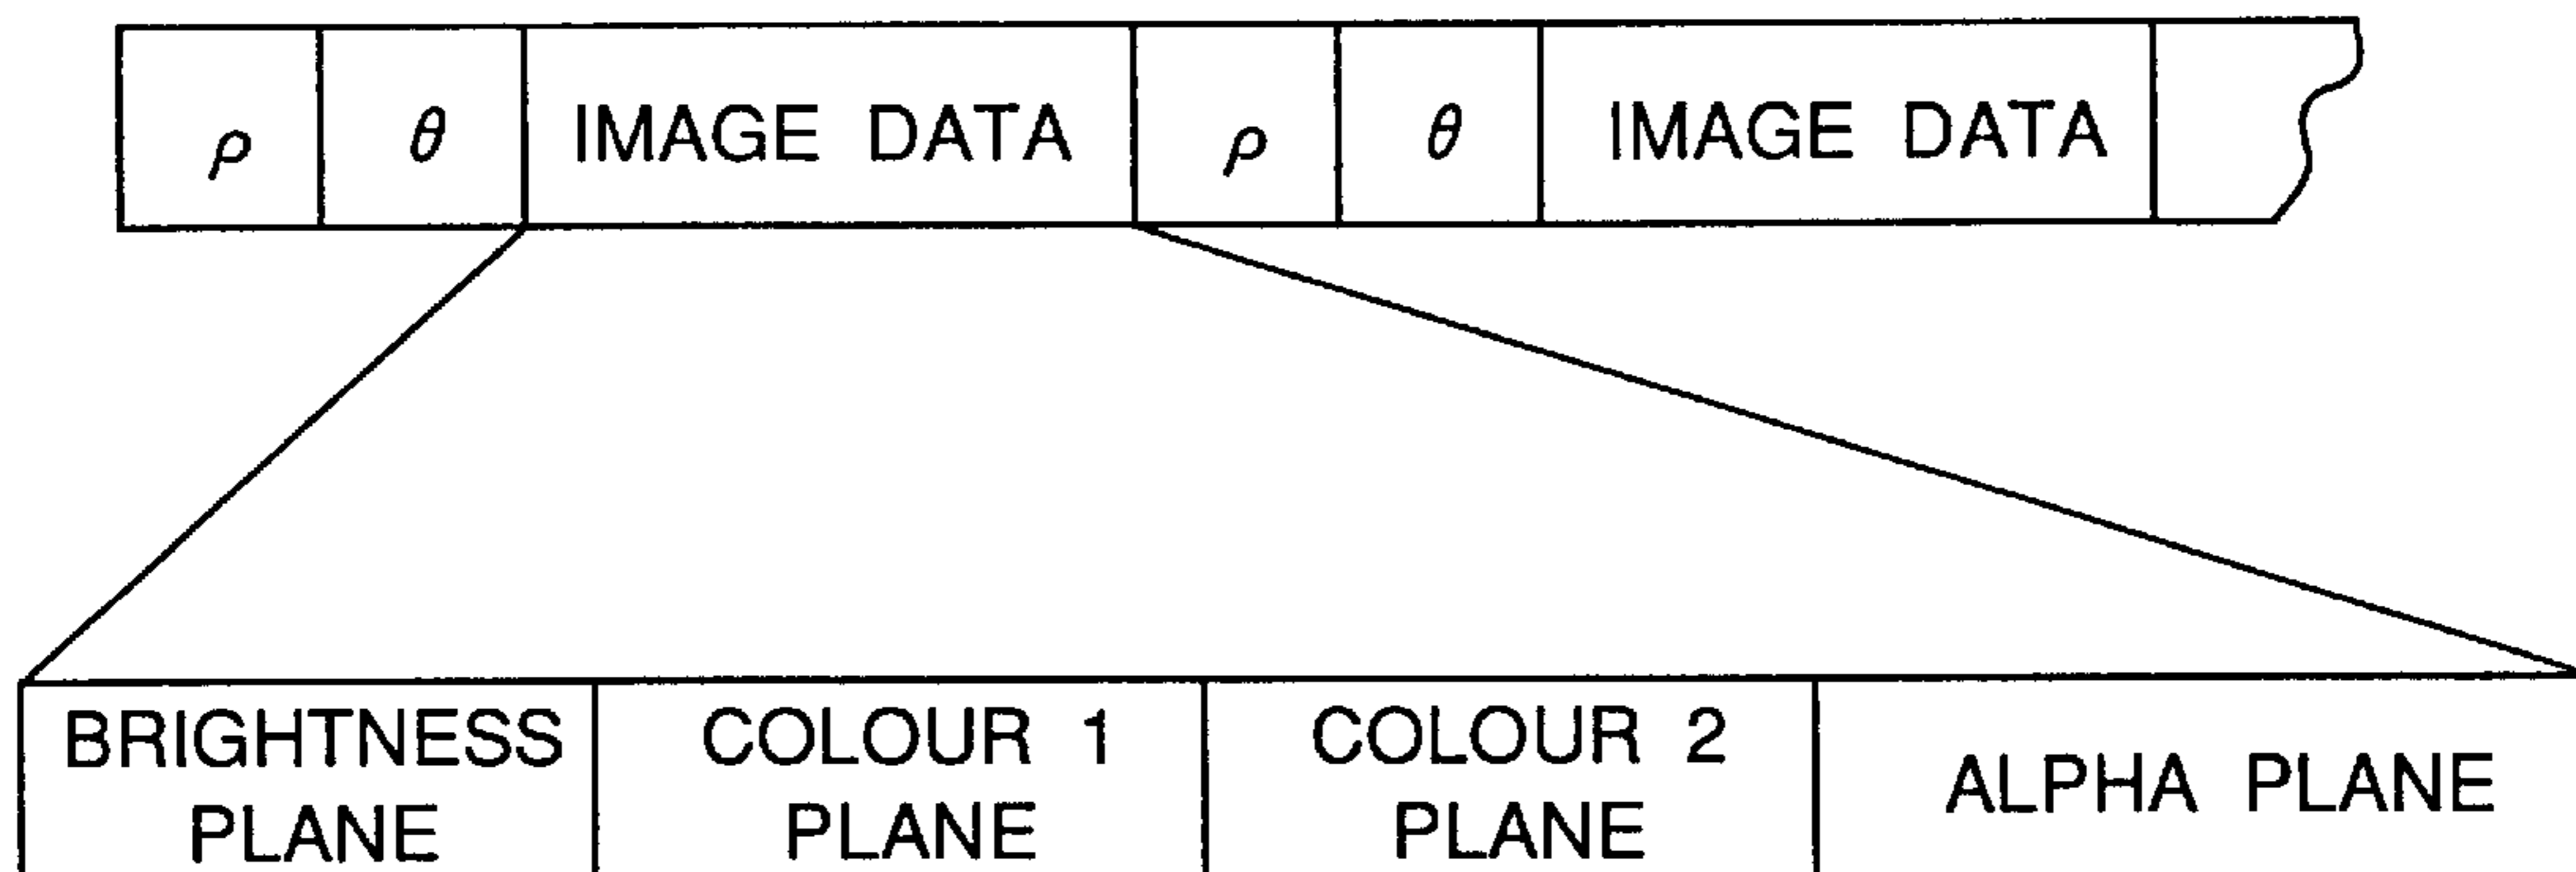 ρ θ IMAGE DATA ρ θ IMAGE DATA
BRIGHTNESS PLANE
COLOUR 1 PLANE
COLOUR 2 PLANE
ALPHA PLANE